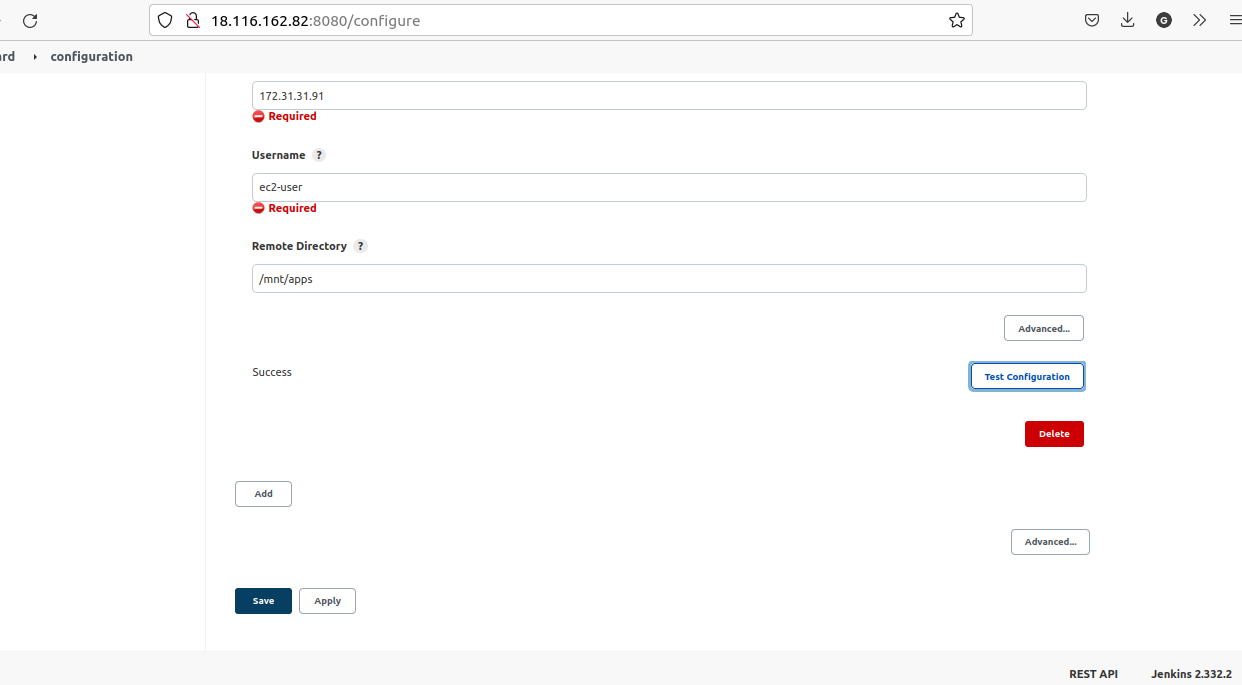 18.116.162.82:8080/configure
G
rd configuration
172.31.31.91
Required
Username ?
ec2-user
Required
Remote Directory ?
/mnt/apps
Advanced...
Success
Test Configuration
Delete
Add
Advanced...
Save Apply
REST API Jenkins 2.332.2